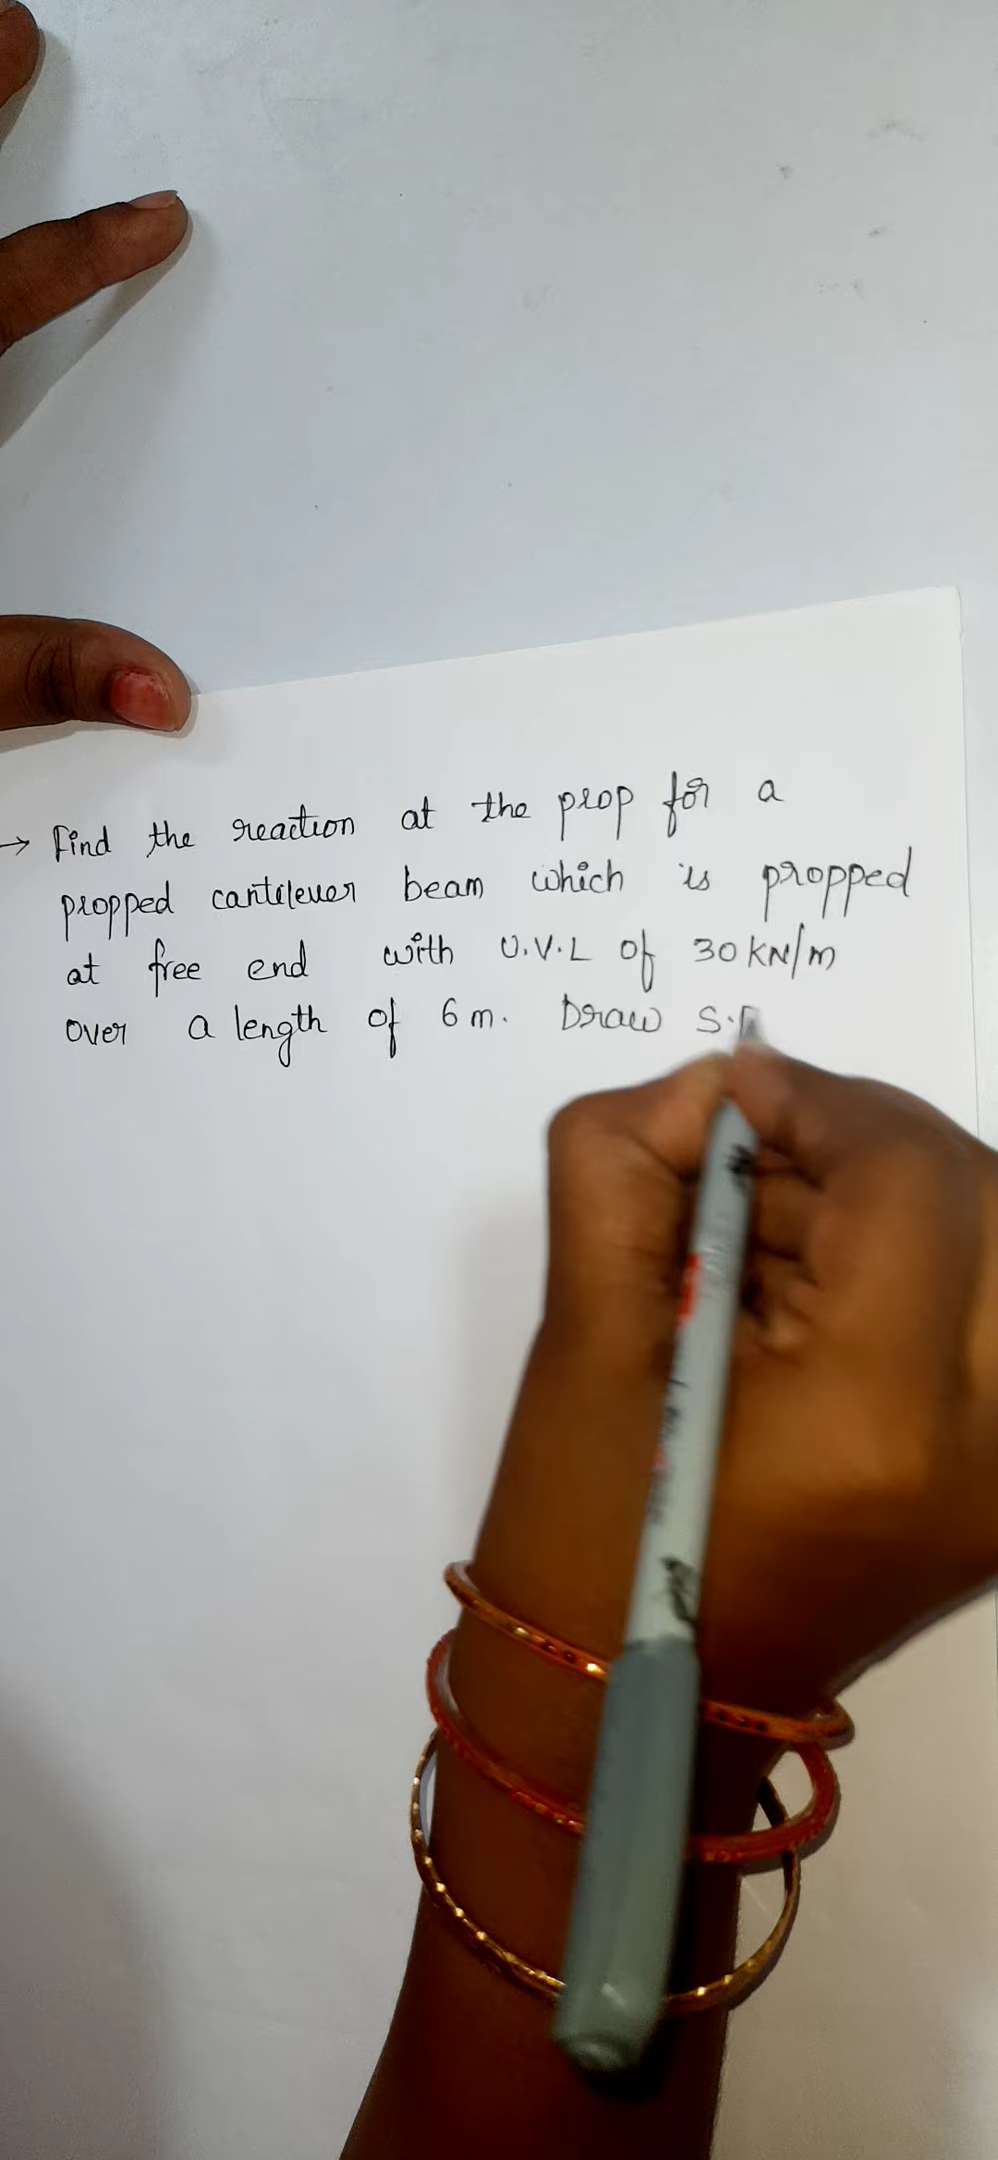 → Find the reaction at the prop for a
propped cantilever beam which is propped
at free end with U.V.L of 30 kN/m
over a length of 6 m. Draw S.F